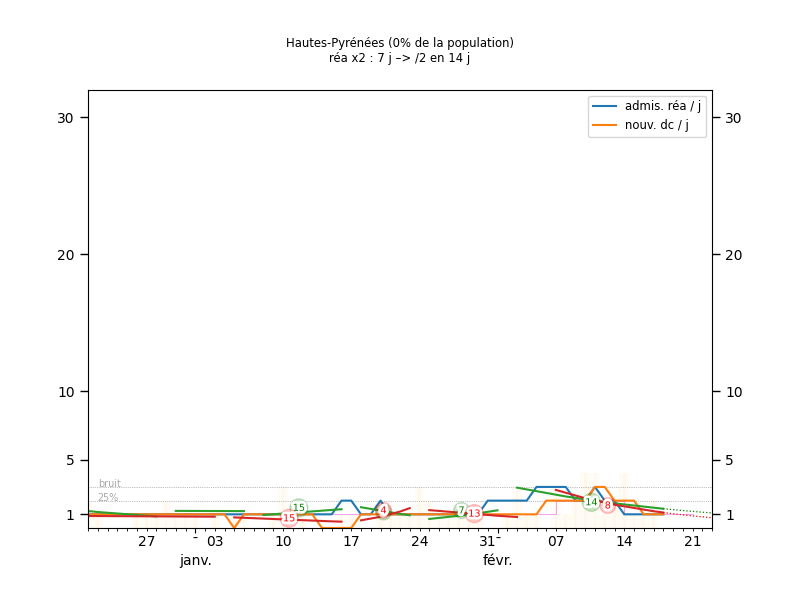 Hautes-Pyrénées (0% de la population)
réa x2 : 7 j –> /2 en 14 j
admis. réa / j
nouv. dc / j
30 30
20 20
10 10
5 5
bruit
25%
1 1
15 15 4 7 13 14 8
27 03 10 17 24 31 07 14 21
janv. févr.